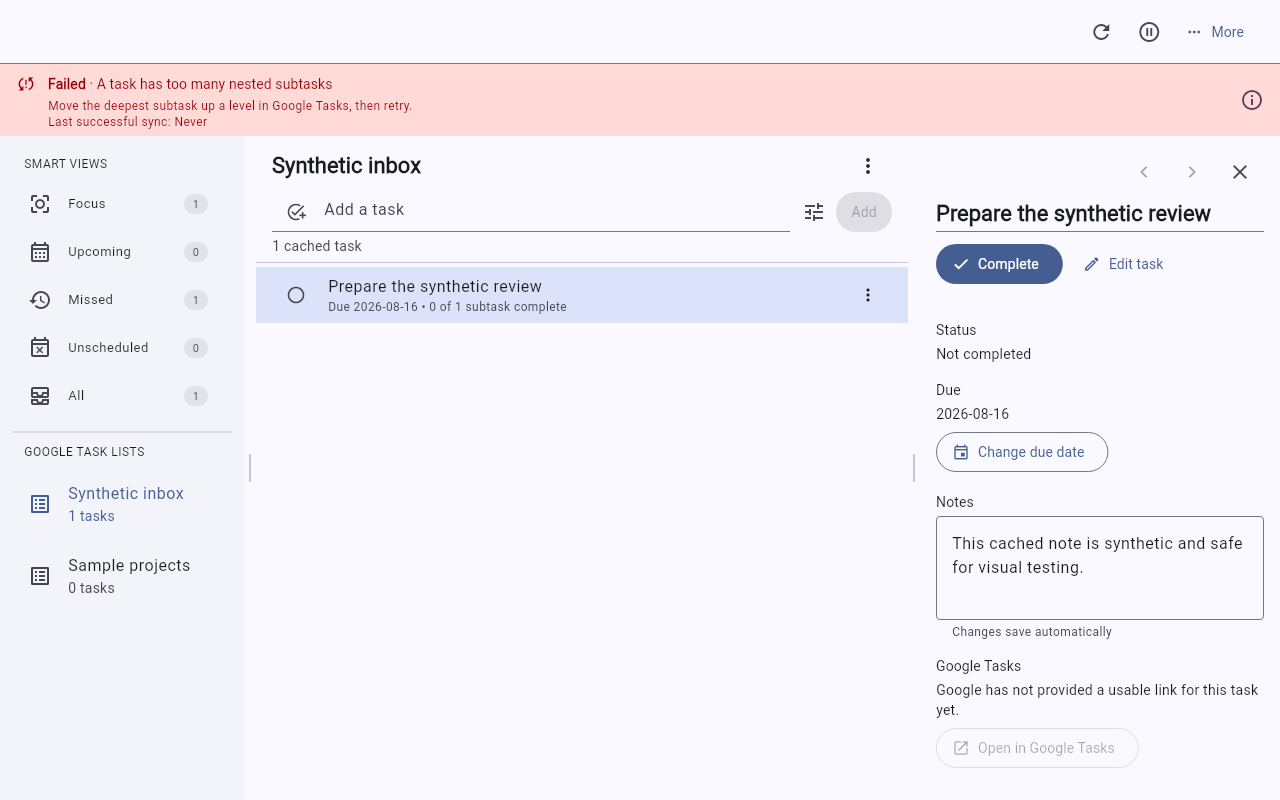 More
Failed · A task has too many nested subtasks
Move the deepest subtask up a level in Google Tasks, then retry.
Last successful sync: Never
SMART VIEWS
Focus 1
Upcoming 0
Missed 1
Unscheduled 0
All 1
GOOGLE TASK LISTS
Synthetic inbox
1 tasks
Sample projects
0 tasks
Synthetic inbox
Add a task
Add
1 cached task
Prepare the synthetic review
Due 2026-08-16 • 0 of 1 subtask complete
Prepare the synthetic review
Complete
Edit task
Status
Not completed
Due
2026-08-16
Change due date
Notes
This cached note is synthetic and safe
for visual testing.
Changes save automatically
Google Tasks
Google has not provided a usable link for this task
yet.
Open in Google Tasks